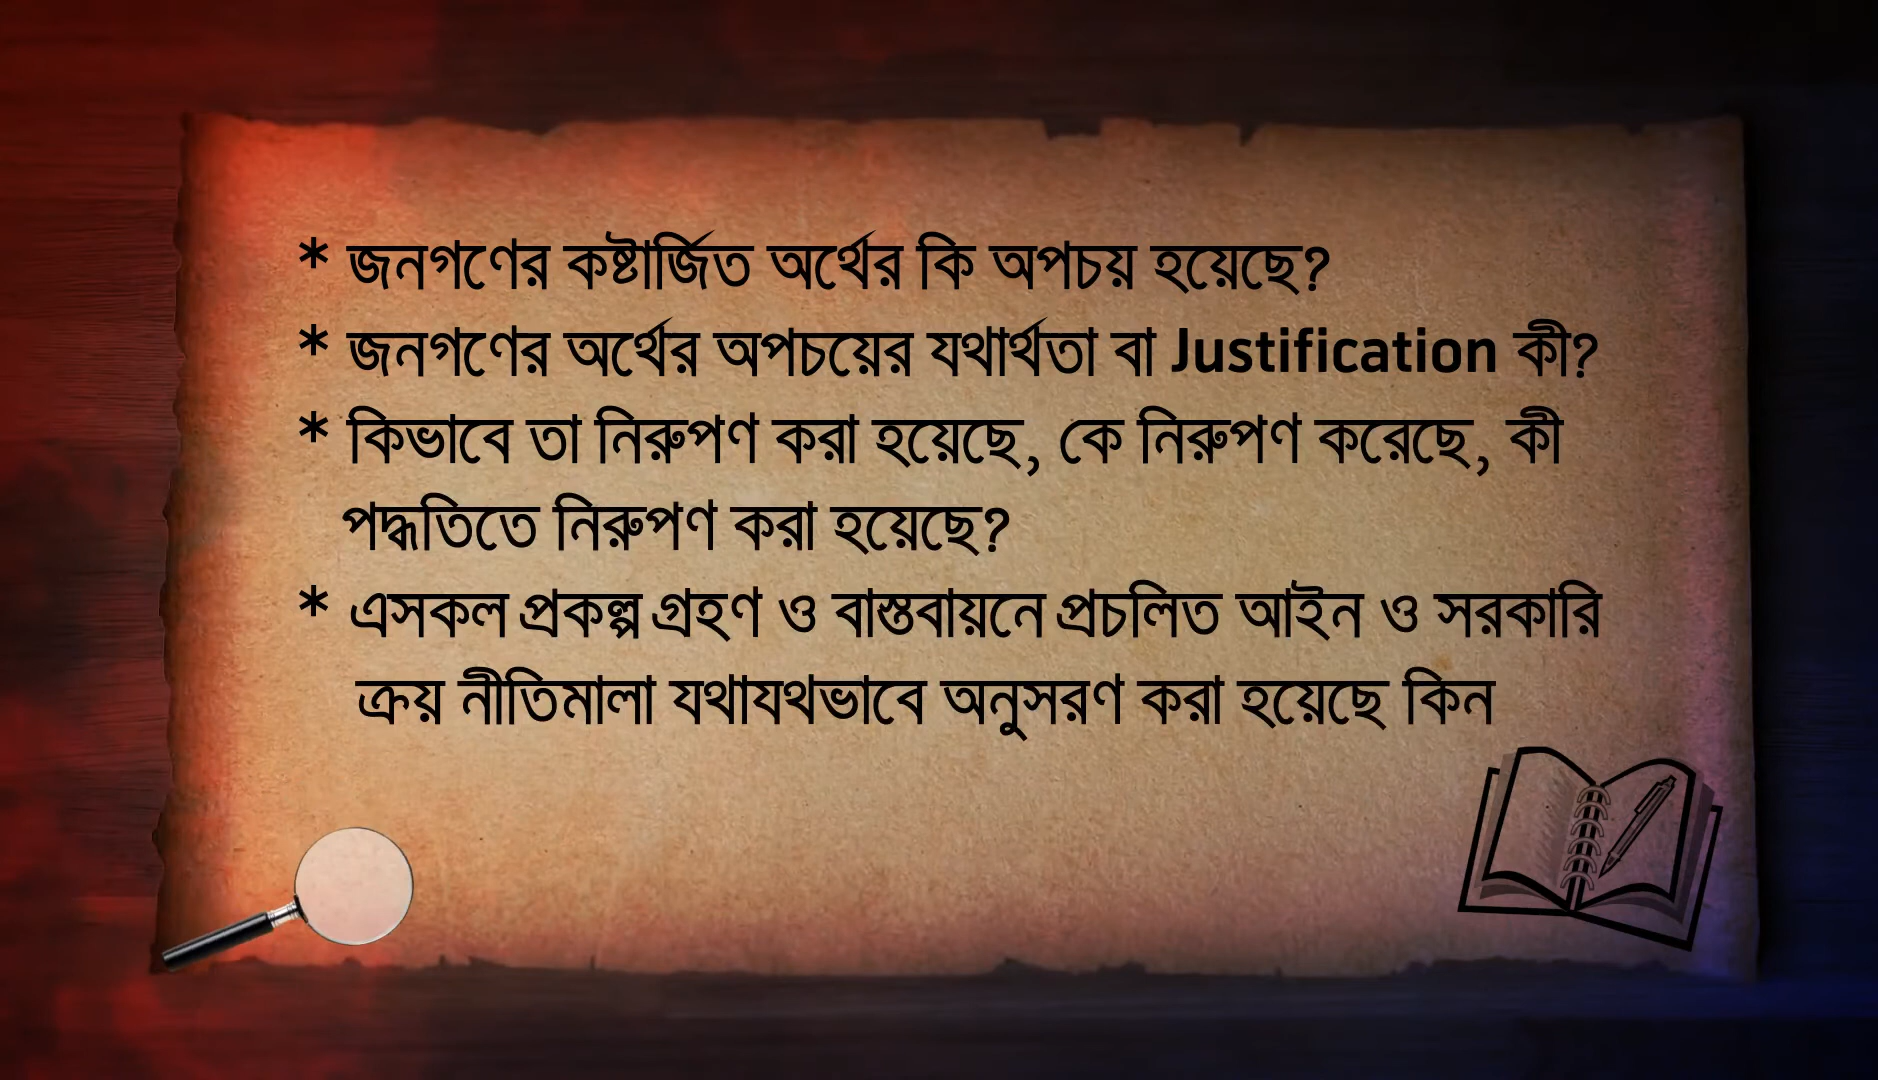 * জনগণের কষ্টার্জিত অর্থের কি অপচয় হয়েছে?
* জনগণের অর্থের অপচয়ের যথার্থতা বা Justification কী?
* কিভাবে তা নিরুপণ করা হয়েছে, কে নিরুপণ করেছে, কী
পদ্ধতিতে নিরুপণ করা হয়েছে?
* এসকল প্রকল্প গ্রহণ ও বাস্তবায়নে প্রচলিত আইন ও সরকারি
ক্রয় নীতিমালা যথাযথভাবে অনুসরণ করা হয়েছে কিন